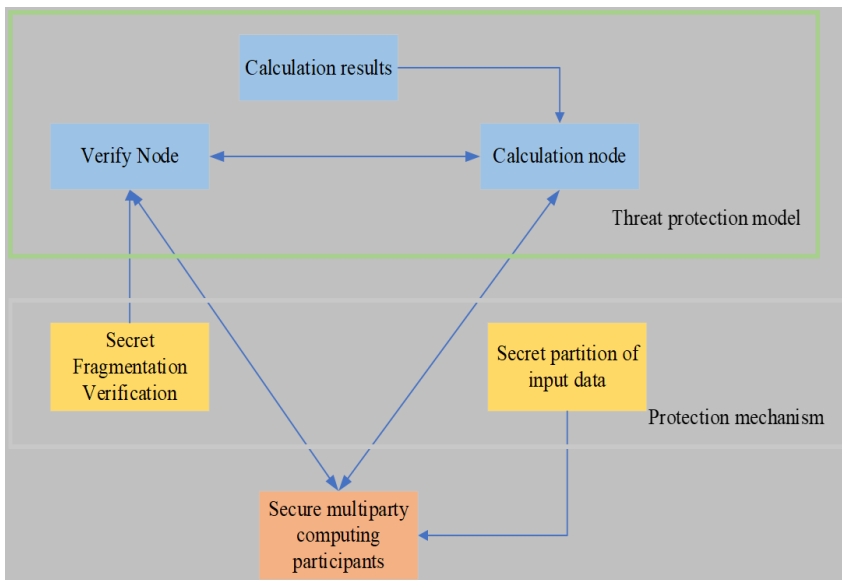 Calculation results
Verify Node
Calculation node
Threat protection model
Secret
Fragmentation
Verification
Secret partition of
input data
Protection mechanism
Secure multiparty
computing
participants